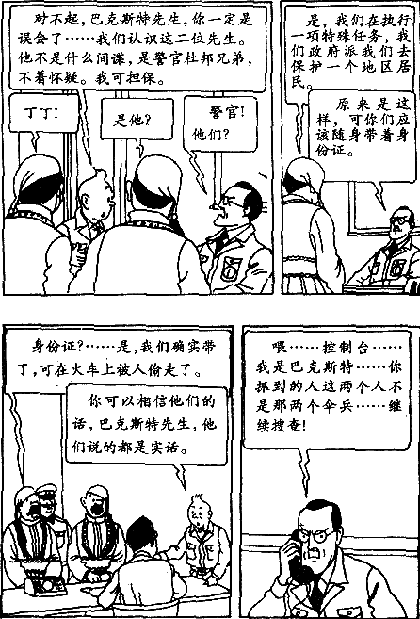 对不起，巴克斯特先生，你一定是
误会了……我们认识这二位先生。
他不是什么间谍，是警官杜邦兄弟，
不着怀疑。我可担保。
丁丁！
是他？
警官！
他们？
是，我们在执行
一项特殊任务，我
们政府派我们去
保护一个地区居
民。
原来是这
样，可你们应
该随身带着身
份证。
身份证？……是，我们确实带
了，可在火车上被人偷走了。
你可以相信他们的
话，巴克斯特先生，他
们说的都是实话。
喂……控制台……
我是巴克斯特……你
抓到的人这两个人不
是那两个伞兵……继
续搜查！